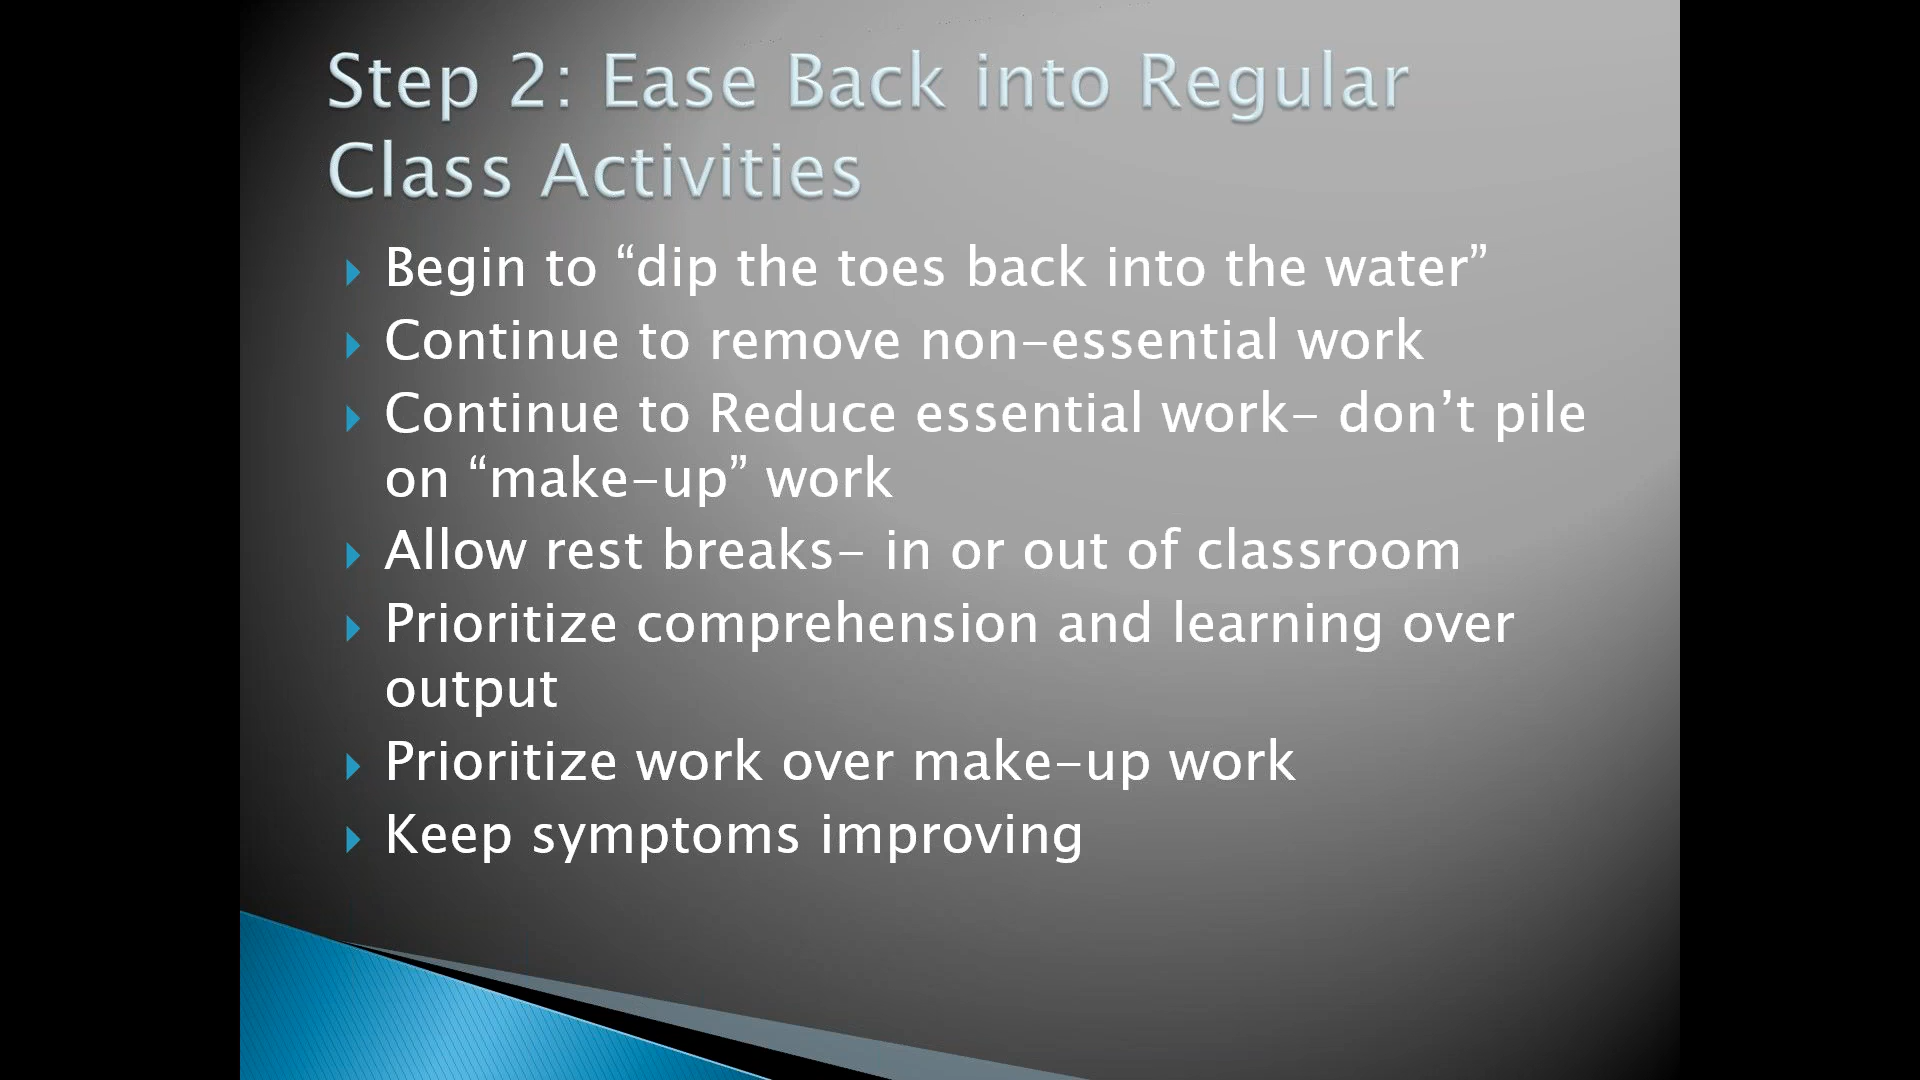 Step 2: Ease Back into Regular
Class Activities
Begin to “dip the toes back into the water”
Continue to remove non-essential work
Continue to Reduce essential work- don’t pile
on “make-up” work
Allow rest breaks- in or out of classroom
Prioritize comprehension and learning over
output
Prioritize work over make-up work
Keep symptoms improving